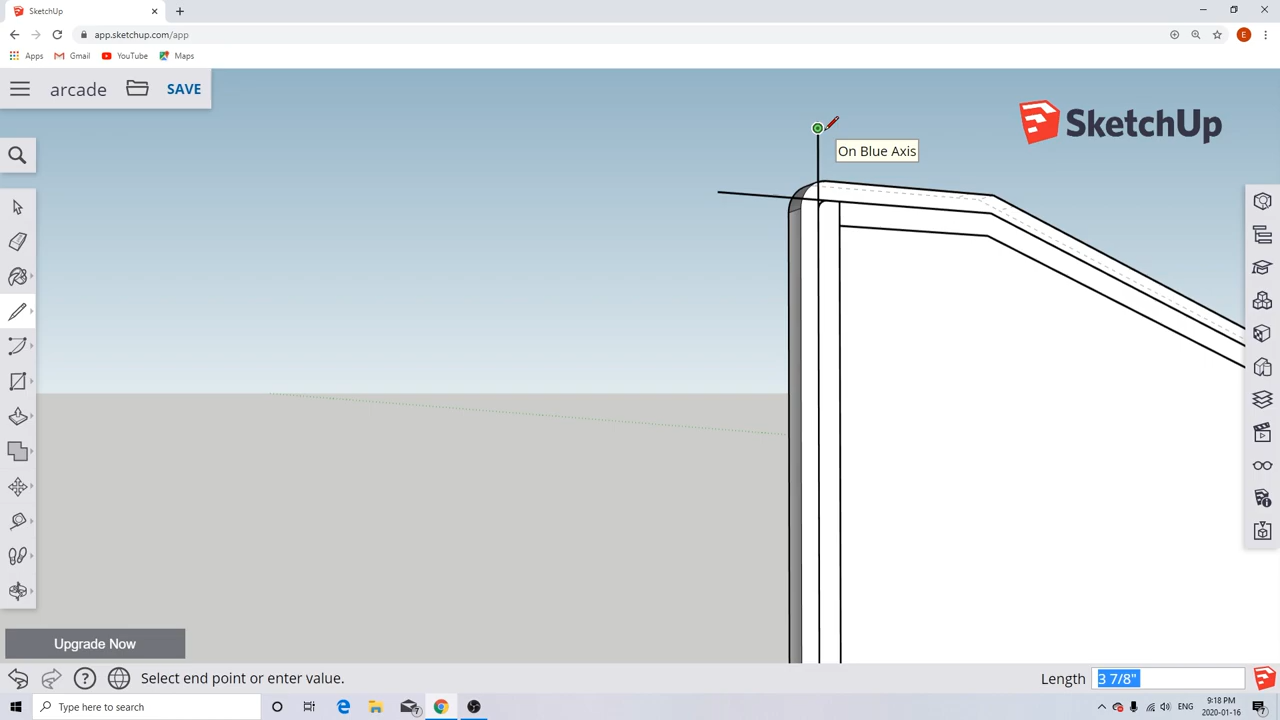 SketchUp
app.sketchup.com/app
E
Apps
Gmail
YouTube
Maps
arcade
SAVE
SketchUp
On Blue Axis
Upgrade Now
Select end point or enter value.
Length
3 7/8"
Type here to search
7
ENG
9:18 PM
2020-01-16
7